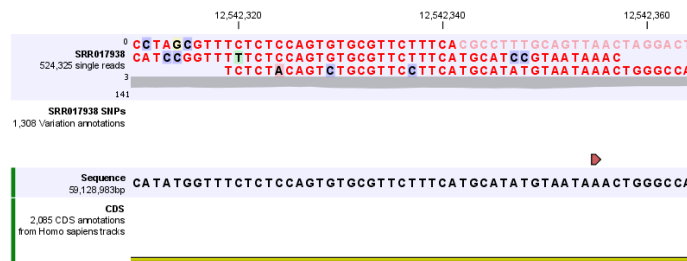 12,542,320 12,542,340 12,542,360
0
CCTAGCGTTTCTCTCCAGTGTGCGTTCTTTCACGCCTTTGCAGTTAACTAGGACT
SRR017938
CATCCGGTTTTTCTCCAGTGTGCGTTCTTTCATGCATCCGTAATAAAC
524,325 single reads
TCTCTACAGTCTGCGTTCCTTCATGCATATGTAATAAACTGGGCCA
3
141
SRR017938 SNPs
1,308 Variation annotations
Sequence
CATATGGTTTCTCTCCAGTGTGCGTTCTTTCATGCATATGTAATAAACTGGGCCA
59,128,983bp
CDS
2,085 CDS annotations
from Homo sapiens tracks